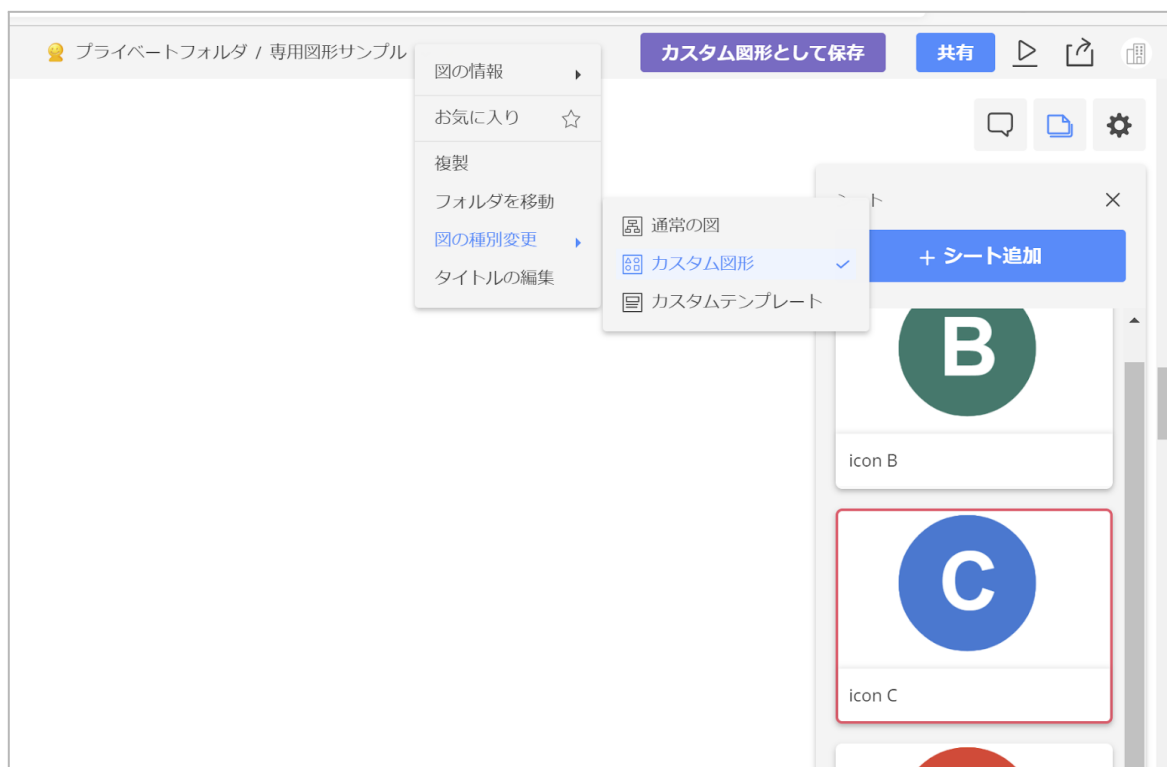 プライベートフォルダ / 専用図形サンプル
カスタム図形として保存
共有
図の情報
お気に入り
複製
フォルダを移動
図の種別変更
タイトルの編集
通常の図
カスタム図形
カスタムテンプレート
+ シート追加
B
icon B
C
icon C